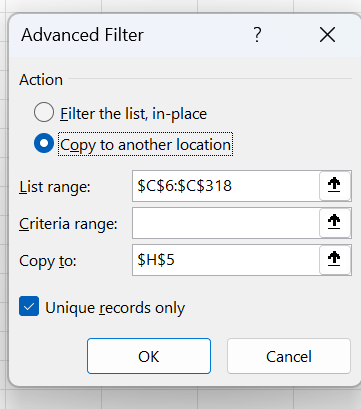 Advanced Filter ?
Action
Filter the list, in-place
Copy to another location
List range: $C$6:$C$318
Criteria range:
Copy to: $H$5
Unique records only
OK Cancel